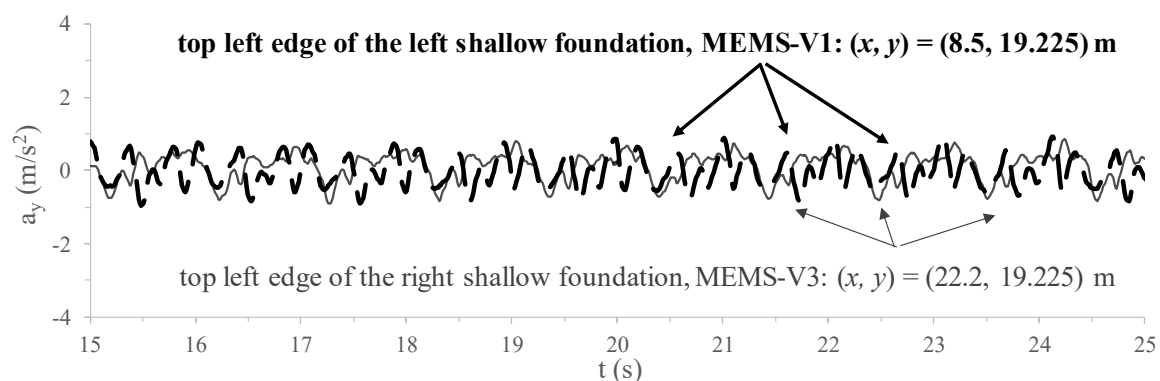 4
top left edge of the left shallow foundation, MEMS-V1: (x, y) = (8.5, 19.225) m
2
0
a_y (m/s²)
-2
top left edge of the right shallow foundation, MEMS-V3: (x, y) = (22.2, 19.225) m
-4
15 16 17 18 19 20 21 22 23 24 25
t (s)